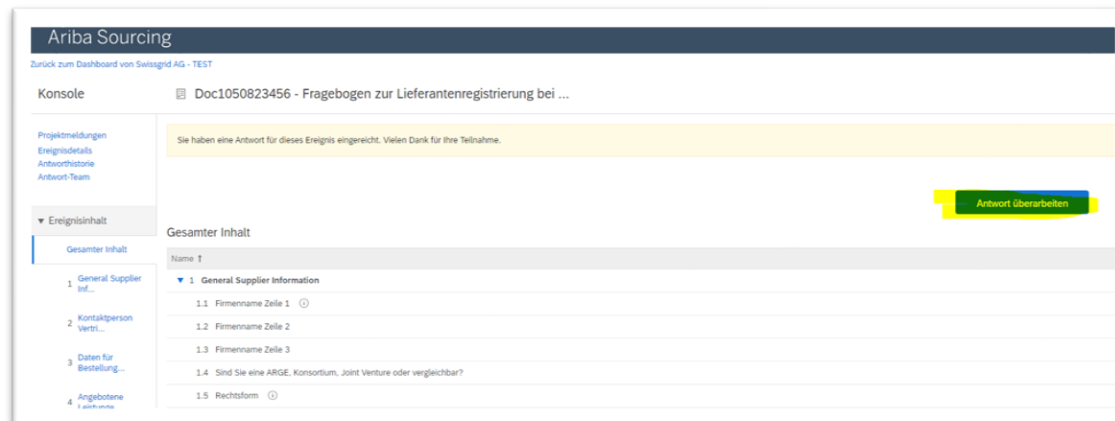 Ariba Sourcing
Zurück zum Dashboard von Swissgrid AG - TEST
Konsole
Doc1050823456 - Fragebogen zur Lieferantenregistrierung bei ...
Projektmeldungen
Ereignisdetails
Antworthistorie
Antwort-Team
Sie haben eine Antwort für dieses Ereignis eingereicht. Vielen Dank für Ihre Teilnahme.
Antwort überarbeiten
▼ Ereignisinhalt
Gesamter Inhalt
1 General Supplier
Inf...
2 Kontaktperson
Vertri...
3 Daten für
Bestellung...
4 Angebotene
Leistunge
Gesamter Inhalt
Name ↑
▼ 1 General Supplier Information
1.1 Firmenname Zeile 1
1.2 Firmenname Zeile 2
1.3 Firmenname Zeile 3
1.4 Sind Sie eine ARGE, Konsortium, Joint Venture oder vergleichbar?
1.5 Rechtsform